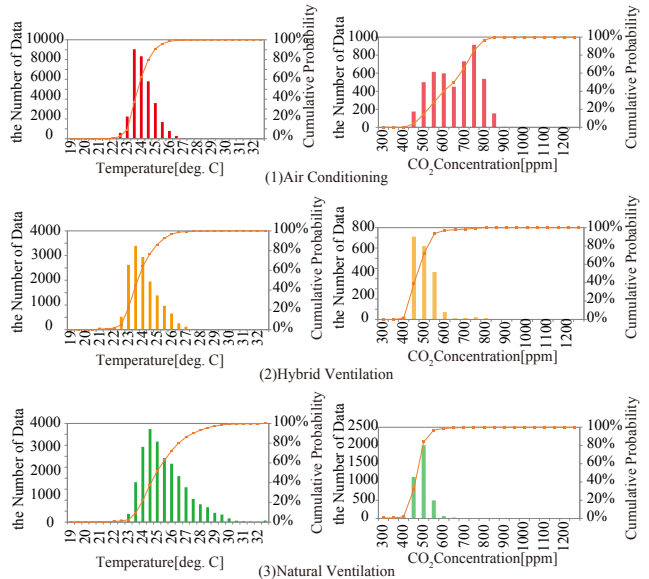 the Number of Data
10000
8000
6000
4000
2000
0
100%
80%
60%
40%
20%
0%
Cumulative Probability
19 20 21 22 23 24 25 26 27 28 29 30 31 32
Temperature[deg. C]
the Number of Data
1000
800
600
400
200
0
100%
80%
60%
40%
20%
0%
Cumulative Probability
300 400 500 600 700 800 900 1000 1100 1200
CO2Concentration[ppm]
(1)Air Conditioning
the Number of Data
4000
3000
2000
1000
0
100%
80%
60%
40%
20%
0%
Cumulative Probability
19 20 21 22 23 24 25 26 27 28 29 30 31 32
Temperature[deg. C]
the Number of Data
800
600
400
200
0
100%
80%
60%
40%
20%
0%
Cumulative Probability
300 400 500 600 700 800 900 1000 1100 1200
CO2Concentration[ppm]
(2)Hybrid Ventilation
the Number of Data
4000
3000
2000
1000
0
100%
80%
60%
40%
20%
0%
Cumulative Probability
19 20 21 22 23 24 25 26 27 28 29 30 31 32
Temperature[deg. C]
the Number of Data
2500
2000
1500
1000
500
0
100%
80%
60%
40%
20%
0%
Cumulative Probability
300 400 500 600 700 800 900 1000 1100 1200
CO2Concentration[ppm]
(3)Natural Ventilation